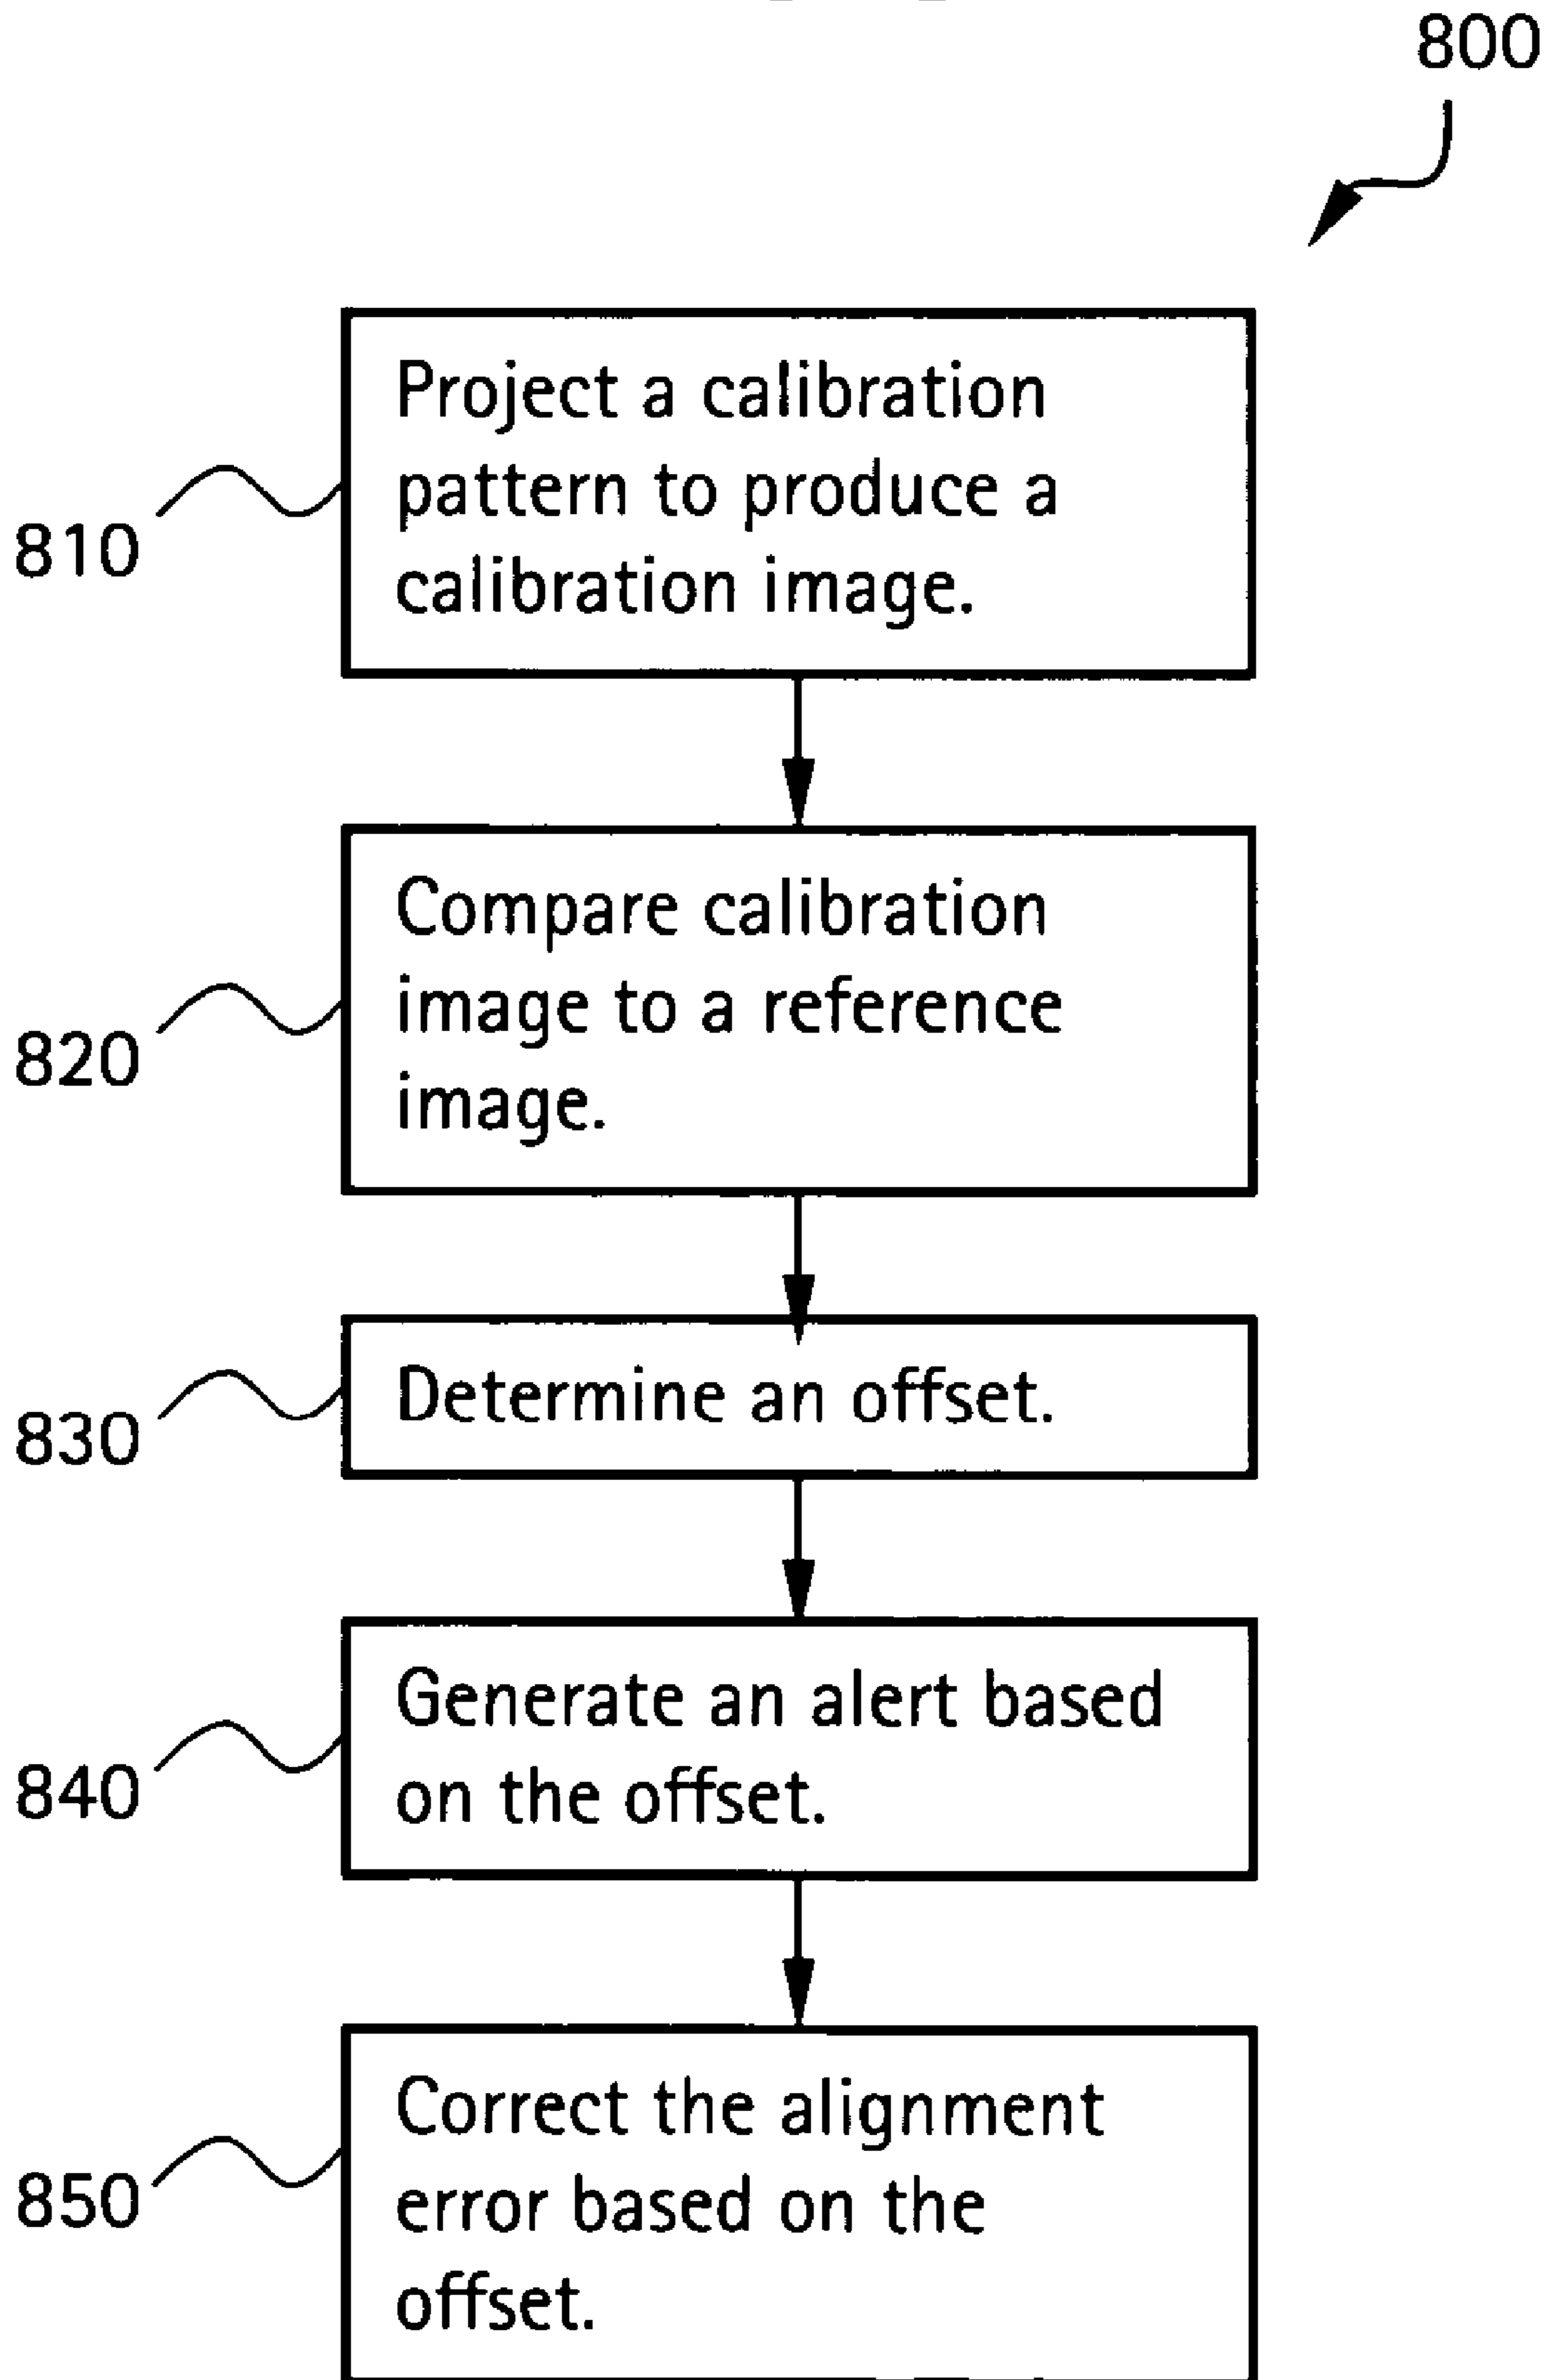 800
Project a calibration
pattern to produce a
calibration image.
810
Compare calibration
image to a reference
image.
820
Determine an offset.
830
Generate an alert based
on the offset.
840
Correct the alignment
error based on the
offset.
850